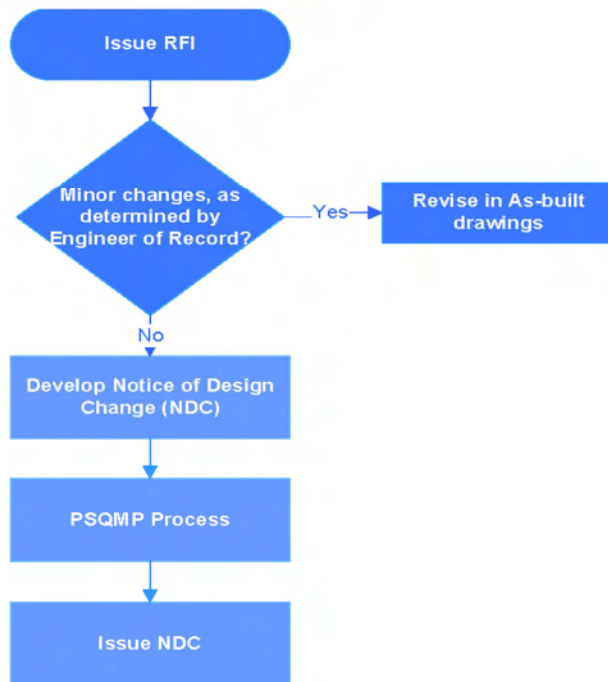 Issue RFI
Minor changes, as
determined by
Engineer of Record?
Yes
Revise in As-built
drawings
No
Develop Notice of Design
Change (NDC)
PSQMP Process
Issue NDC